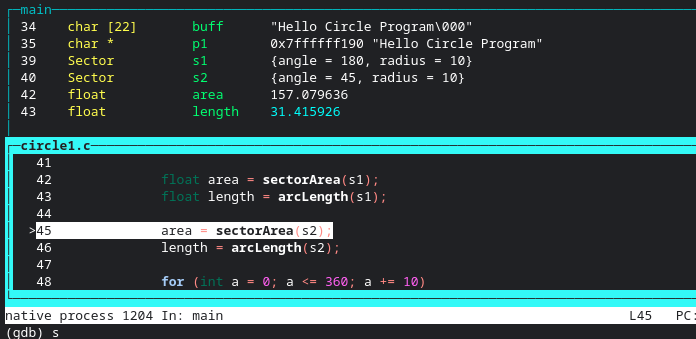 main
34 char [22] buff "Hello Circle Program\000"
35 char * p1 0x7ffffff190 "Hello Circle Program"
39 Sector s1 {angle = 180, radius = 10}
40 Sector s2 {angle = 45, radius = 10}
42 float area 157.079636
43 float length 31.415926
circle1.c
41
42 float area = sectorArea(s1);
43 float length = arcLength(s1);
44
>45 area = sectorArea(s2);
46 length = arcLength(s2);
47
48 for (int a = 0; a <= 360; a += 10)
native process 1204 In: main L45 PC:
(gdb) s